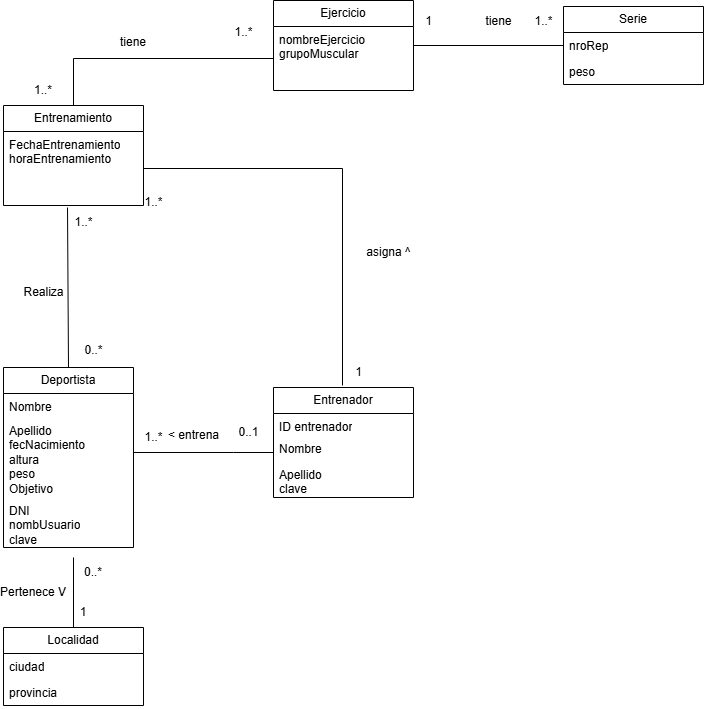 Ejercicio
nombreEjercicio
grupoMuscular
1
tiene
1..*
Serie
nroRep
peso
1..*
tiene
1..*
Entrenamiento
FechaEntrenamiento
horaEntrenamiento
1..*
1..*
asigna ^
Realiza
0..*
1
Deportista
Nombre
Apellido
fecNacimiento
altura
peso
Objetivo
DNI
nombUsuario
clave
1..*
< entrena
0..1
Entrenador
ID entrenador
Nombre
Apellido
clave
0..*
Pertenece V
1
Localidad
ciudad
provincia